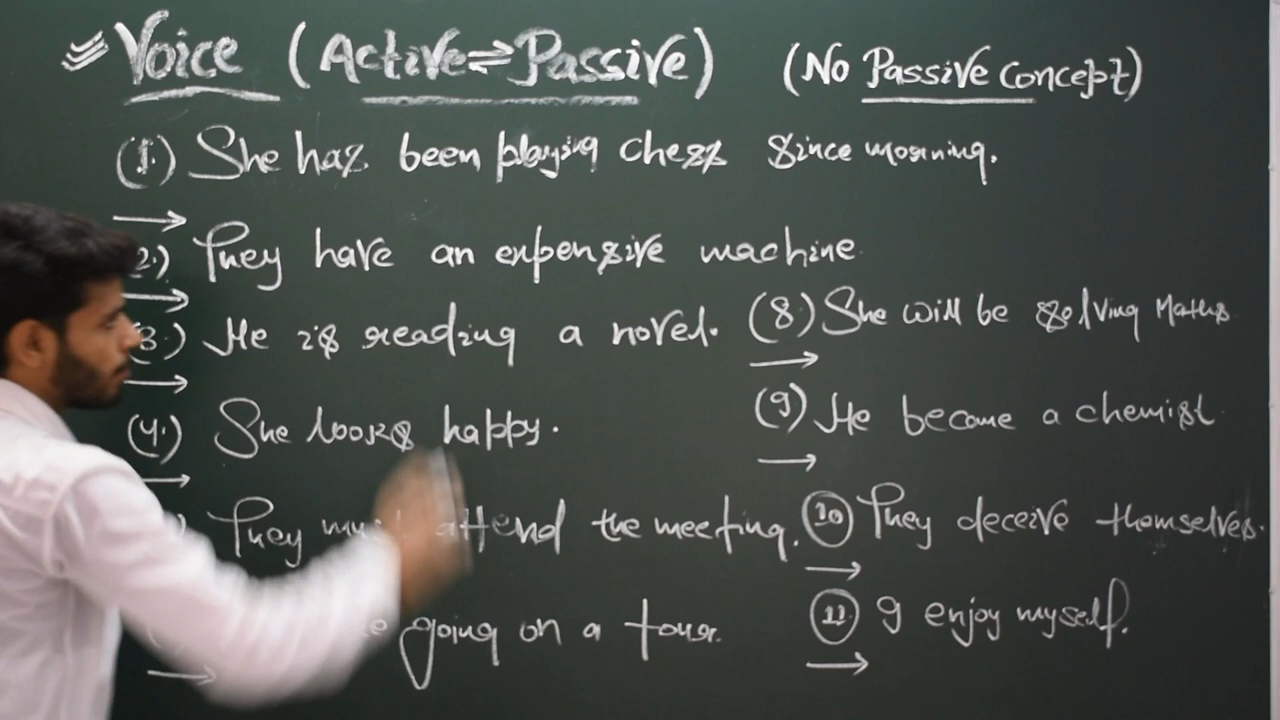 Voice (Active ⇌ Passive) (No Passive concept)
(1.) She has been playing chess since morning.
2.) They have an expensive machine.
3.) He is reading a novel.
(4.) She looks happy.
) They must attend the meeting.
going on a tour.
(8.) She will be solving Maths
(9.) He became a chemist.
10 They deceive themselves.
11 I enjoy myself.